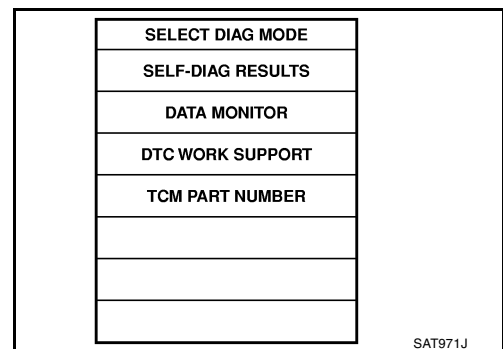 SELECT DIAG MODE
SELF-DIAG RESULTS
DATA MONITOR
DTC WORK SUPPORT
TCM PART NUMBER
SAT971J